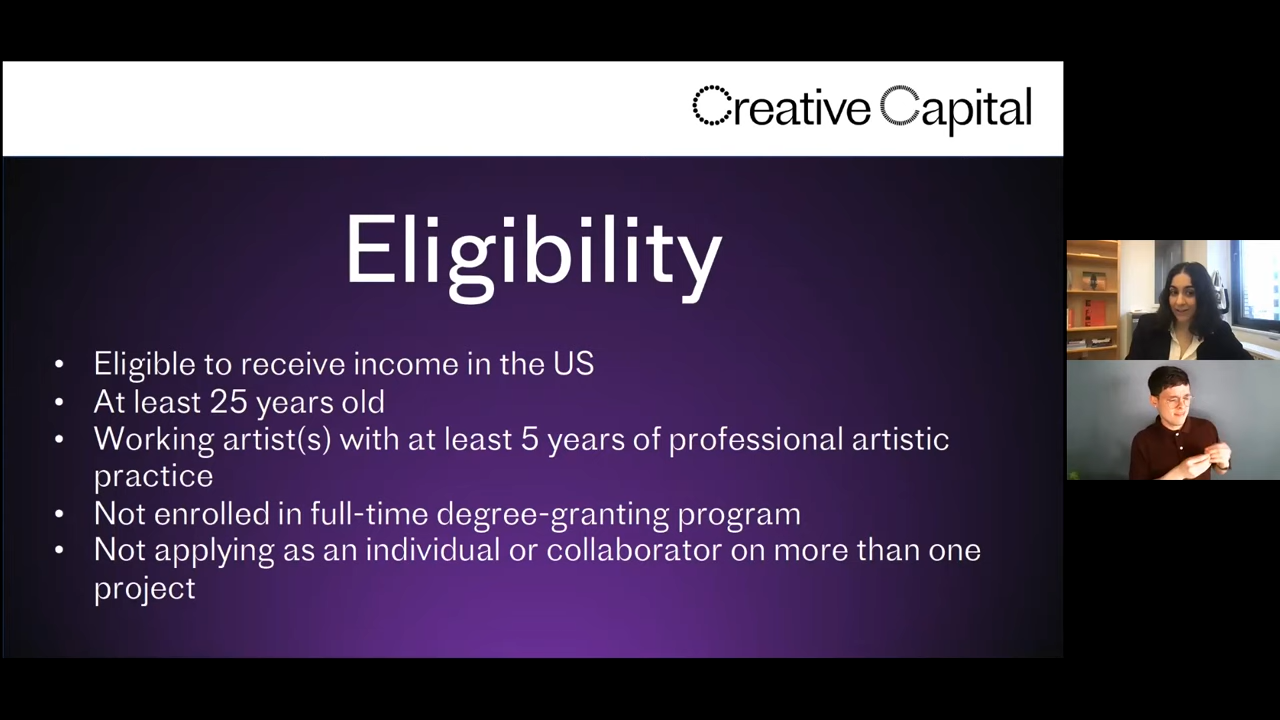 Creative Capital
Eligibility
• Eligible to receive income in the US
• At least 25 years old
• Working artist(s) with at least 5 years of professional artistic
practice
• Not enrolled in full-time degree-granting program
• Not applying as an individual or collaborator on more than one
project